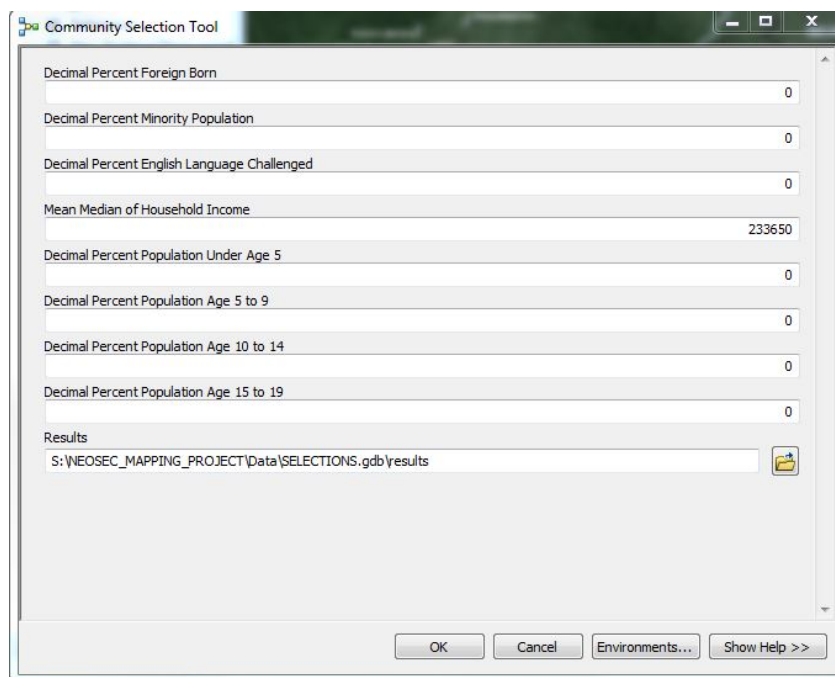 Community Selection Tool
Decimal Percent Foreign Born
0
Decimal Percent Minority Population
0
Decimal Percent English Language Challenged
0
Mean Median of Household Income
233650
Decimal Percent Population Under Age 5
0
Decimal Percent Population Age 5 to 9
0
Decimal Percent Population Age 10 to 14
0
Decimal Percent Population Age 15 to 19
0
Results
S:\NEOSEC_MAPPING_PROJECT\Data\SELECTIONS.gdb\results
OK Cancel Environments... Show Help >>